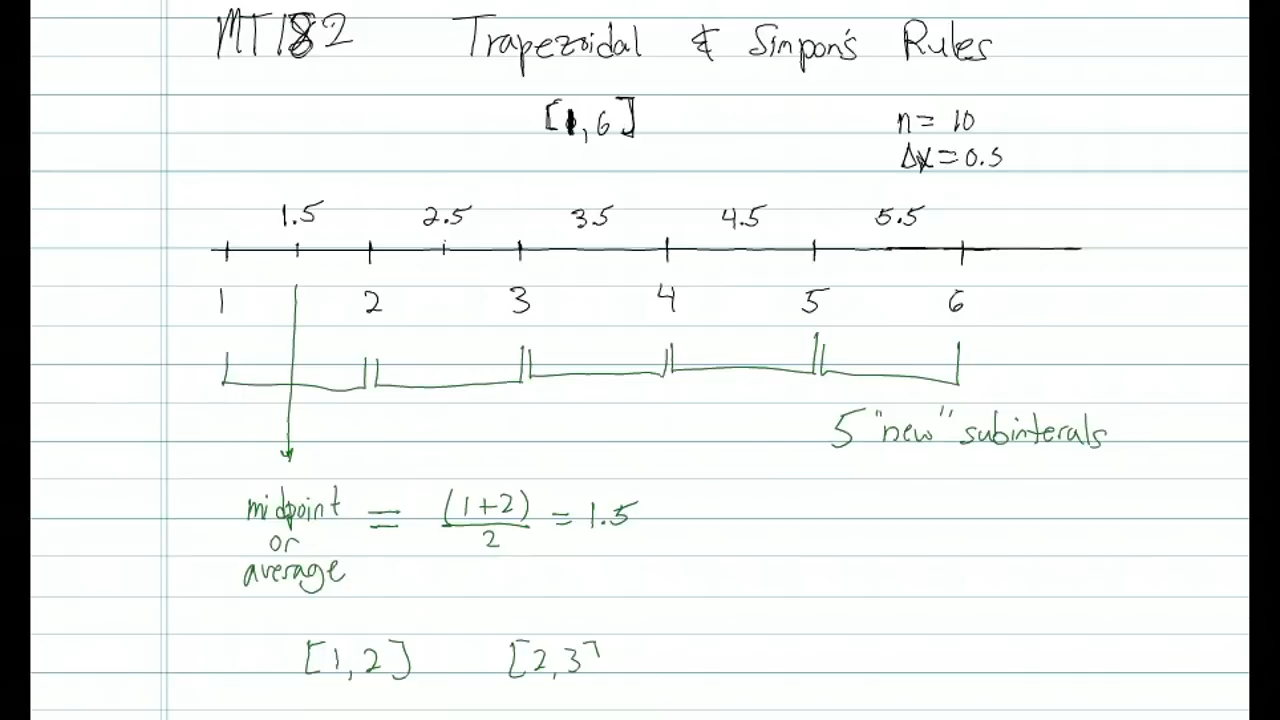 MT182 Trapezoidal & Simpon's Rules
[1,6] n= 10
Δx=0.5
1.5 2.5 3.5 4.5 5.5
1 2 3 4 5 6
5 "new" subinterals
midpoint = (1+2)/2 = 1.5
or
average
[1,2] [2,3